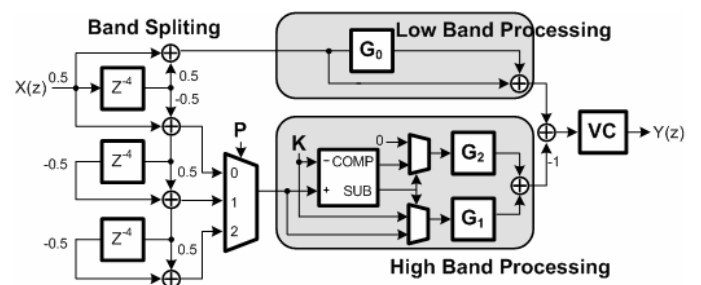 Band Spliting
Low Band Processing
X(z)
0.5
Z-4
0.5
-0.5
G0
P
K
0
-0.5
Z-4
0.5
0
1
2
− COMP
+ SUB
G2
G1
-1
VC
Y(z)
-0.5
Z-4
0.5
High Band Processing